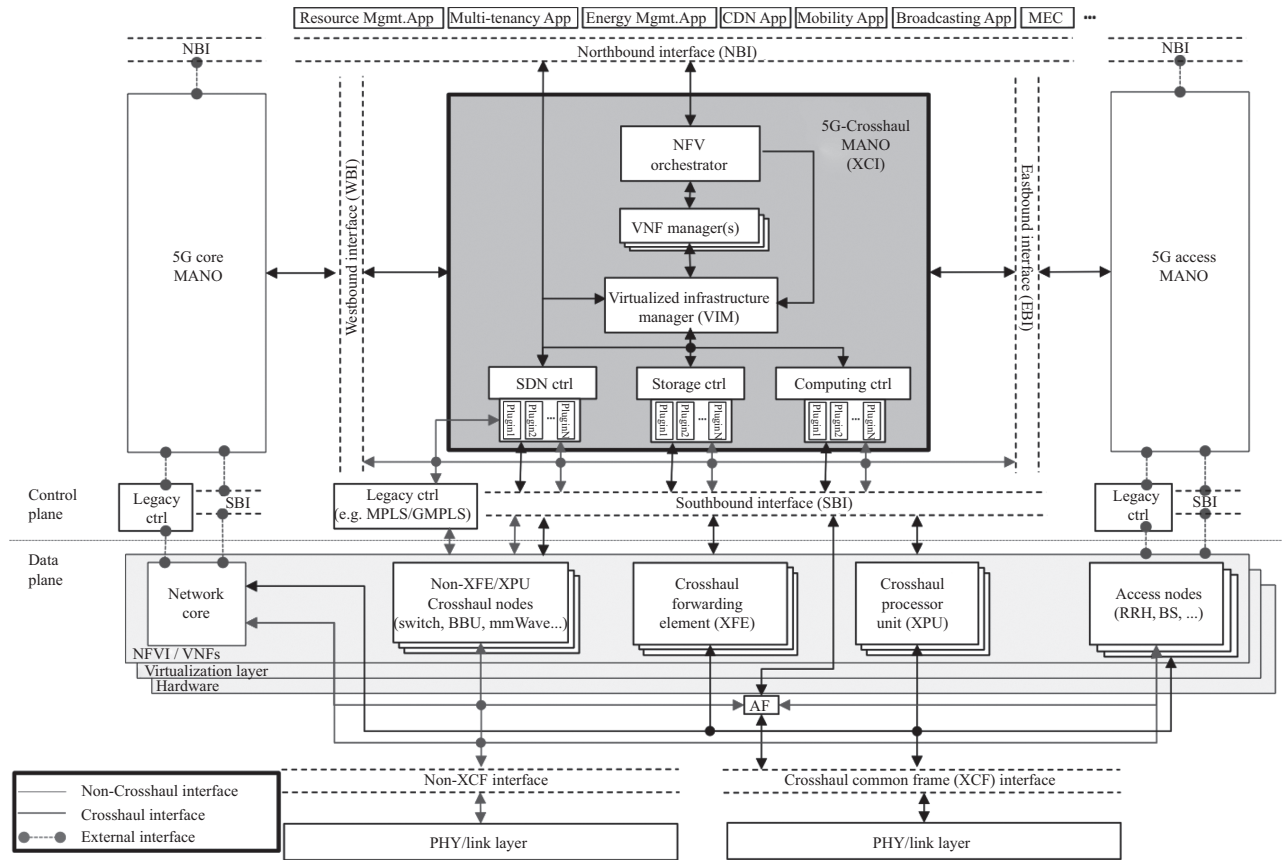 Resource Mgmt.App
Multi-tenancy App
Energy Mgmt.App
CDN App
Mobility App
Broadcasting App
MEC
...
NBI
Northbound interface (NBI)
NBI
5G core
MANO
Westbound interface (WBI)
5G-Crosshaul
MANO
(XCI)
NFV
orchestrator
VNF manager(s)
Virtualized infrastructure
manager (VIM)
SDN ctrl
Storage ctrl
Computing ctrl
Plugin1
Plugin2
...
PluginN
Plugin1
Plugin2
...
PluginN
Plugin1
Plugin2
...
PluginN
Eastbound interface (EBI)
5G access
MANO
Control
plane
Legacy
ctrl
SBI
Legacy ctrl
(e.g. MPLS/GMPLS)
Southbound interface (SBI)
Legacy
ctrl
SBI
Data
plane
Network
core
Non-XFE/XPU
Crosshaul nodes
(switch, BBU, mmWave...)
Crosshaul
forwarding
element (XFE)
Crosshaul
processor
unit (XPU)
Access nodes
(RRH, BS, ...)
NFVI / VNFs
Virtualization layer
Hardware
AF
Non-Crosshaul interface
Crosshaul interface
External interface
Non-XCF interface
Crosshaul common frame (XCF) interface
PHY/link layer
PHY/link layer